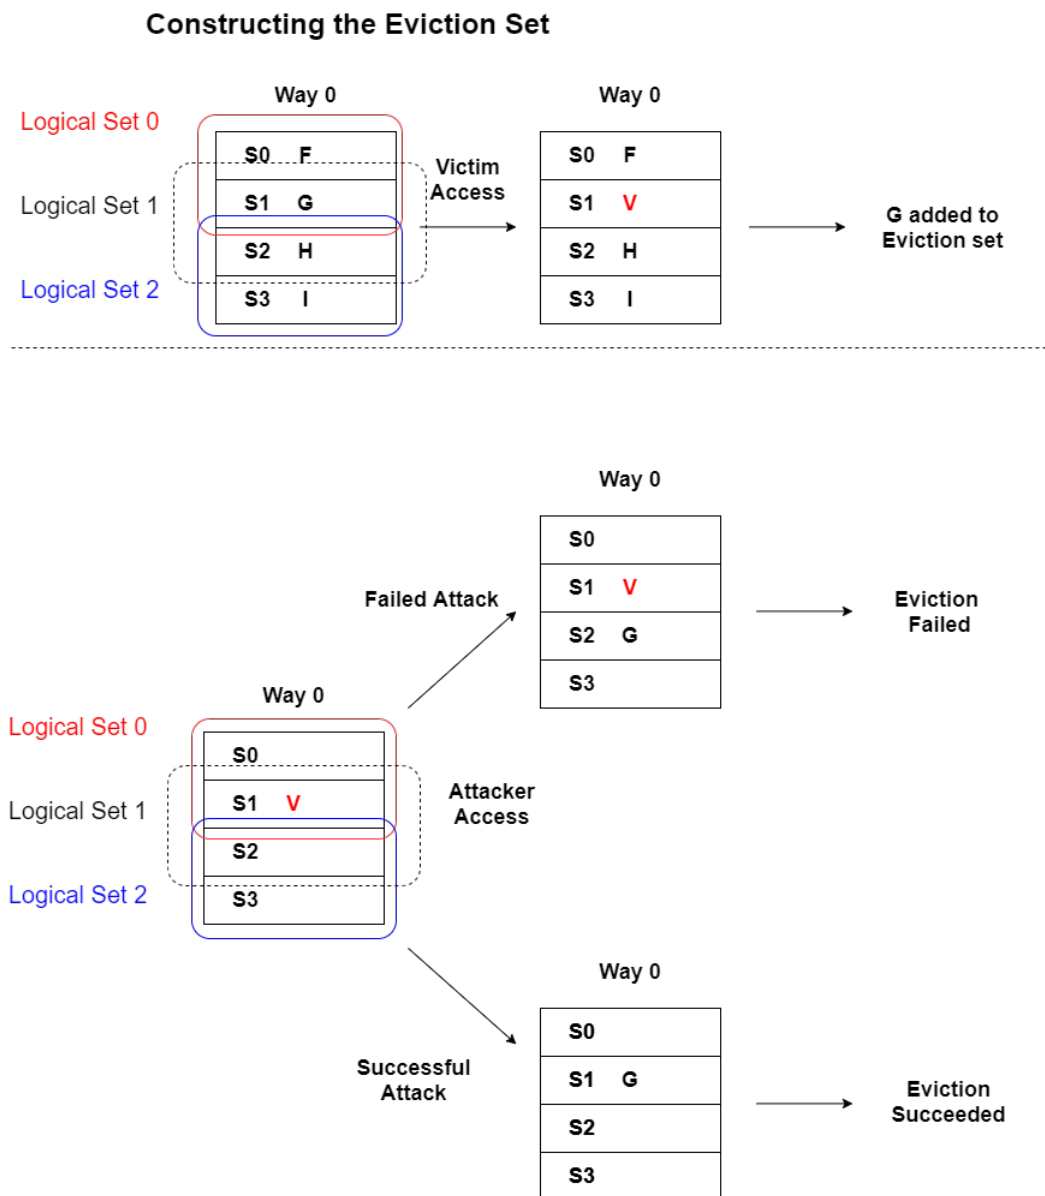 Constructing the Eviction Set
Way 0
Way 0
Logical Set 0
Logical Set 1
Logical Set 2
S0 F
S1 G
S2 H
S3 I
Victim
Access
S0 F
S1 V
S2 H
S3 I
G added to
Eviction set
Way 0
S0
S1 V
S2 G
S3
Failed Attack
Eviction
Failed
Way 0
Logical Set 0
Logical Set 1
Logical Set 2
S0
S1 V
S2
S3
Attacker
Access
Way 0
S0
S1 G
S2
S3
Successful
Attack
Eviction
Succeeded